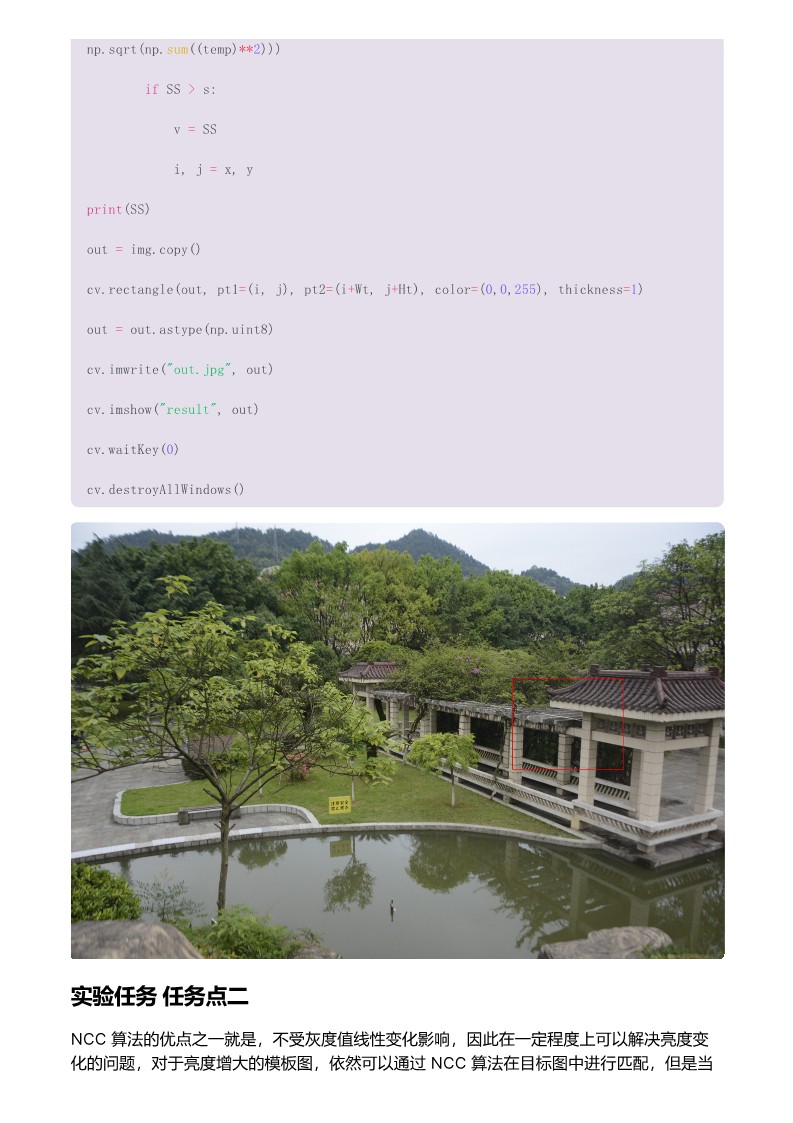 np.sqrt(np.sum((temp)**2)))
if SS > s:
v = SS
i, j = x, y
print(SS)
out = img.copy()
cv.rectangle(out, pt1=(i, j), pt2=(i+Wt, j+Ht), color=(0,0,255), thickness=1)
out = out.astype(np.uint8)
cv.imwrite("out.jpg", out)
cv.imshow("result", out)
cv.waitKey(0)
cv.destroyAllWindows()
实验任务 任务点二
NCC 算法的优点之一就是，不受灰度值线性变化影响，因此在一定程度上可以解决亮度变
化的问题，对于亮度增大的模板图，依然可以通过 NCC 算法在目标图中进行匹配，但是当